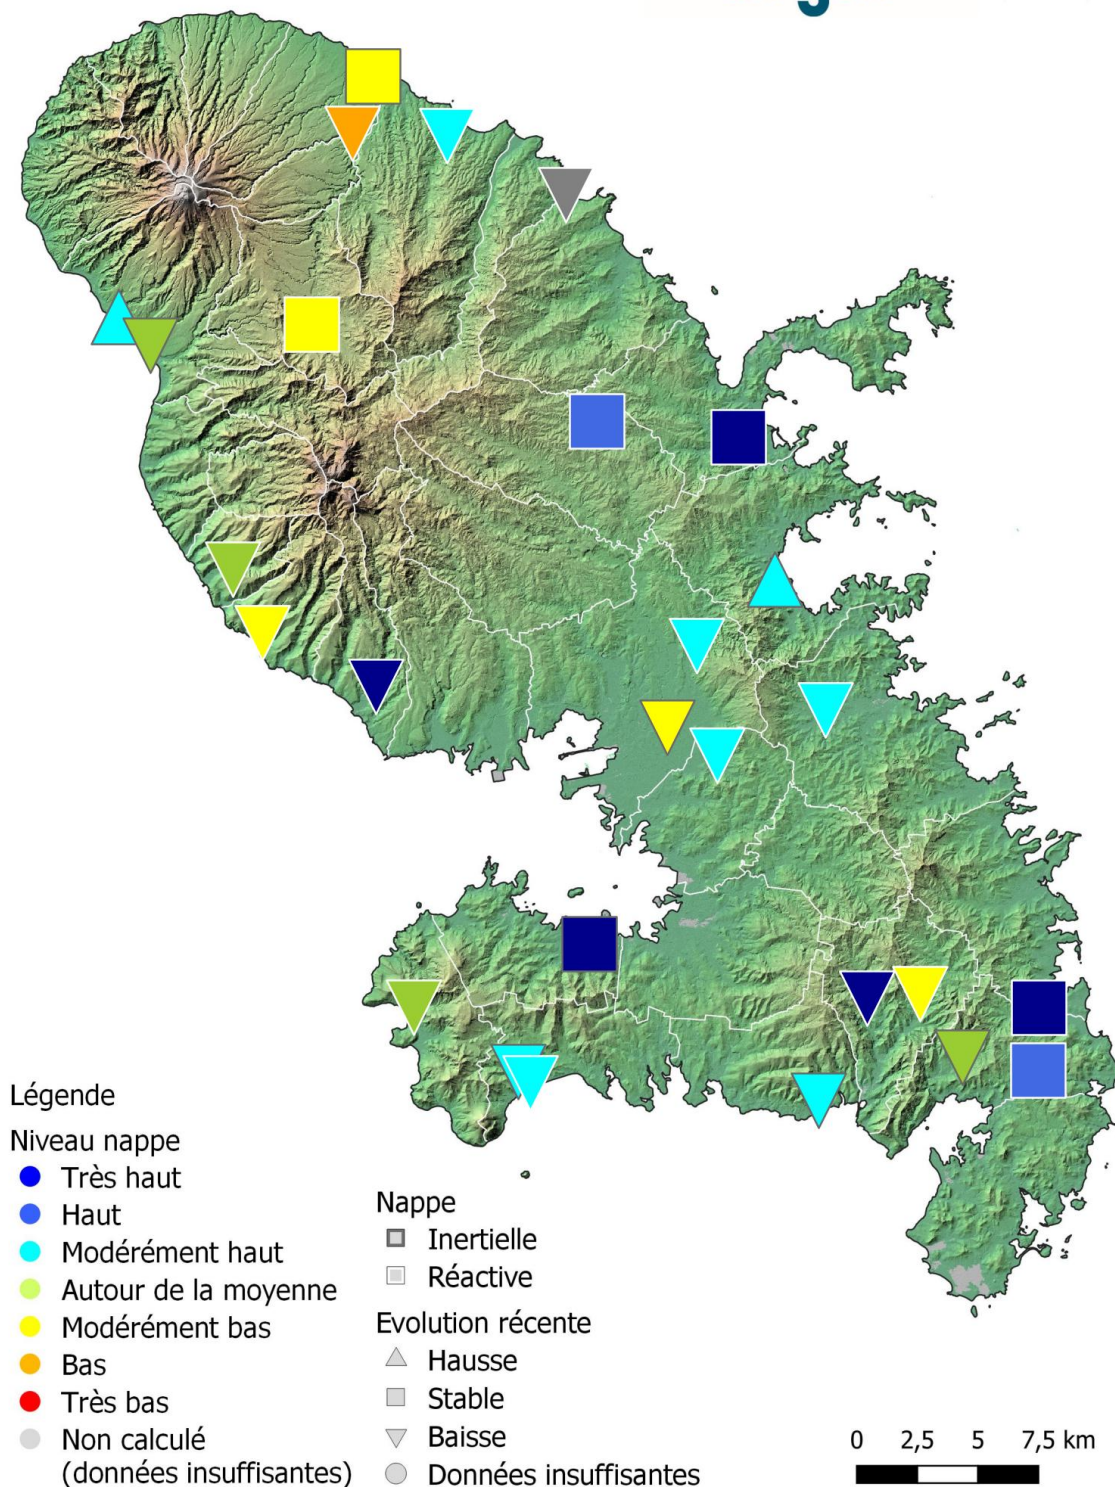 Légende
Niveau nappe
Très haut
Haut
Modérément haut
Autour de la moyenne
Modérément bas
Bas
Très bas
Non calculé
(données insuffisantes)
Nappe
Inertielle
Réactive
Evolution récente
Hausse
Stable
Baisse
Données insuffisantes
0 2,5 5 7,5 km